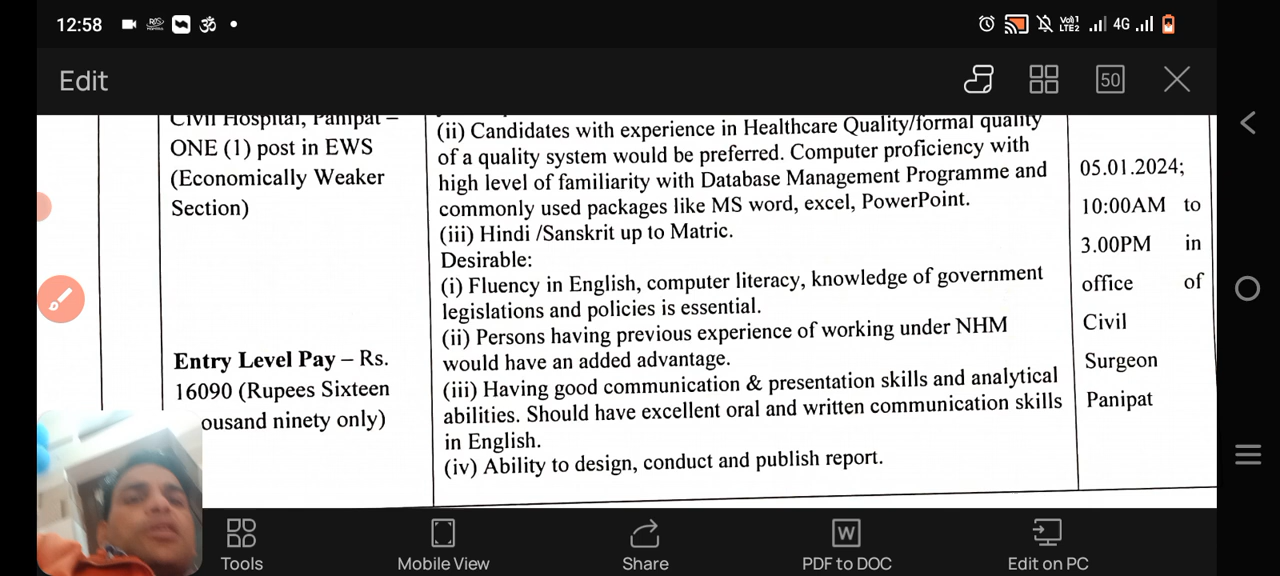 12:58
4G
Edit
50
Civil Hospital, Panipat –
ONE (1) post in EWS
(Economically Weaker
Section)
Entry Level Pay – Rs.
16090 (Rupees Sixteen
ousand ninety only)
(ii) Candidates with experience in Healthcare Quality/formal quality
of a quality system would be preferred. Computer proficiency with
high level of familiarity with Database Management Programme and
commonly used packages like MS word, excel, PowerPoint.
(iii) Hindi /Sanskrit up to Matric.
Desirable:
(i) Fluency in English, computer literacy, knowledge of government
legislations and policies is essential.
(ii) Persons having previous experience of working under NHM
would have an added advantage.
(iii) Having good communication & presentation skills and analytical
abilities. Should have excellent oral and written communication skills
in English.
(iv) Ability to design, conduct and publish report.
05.01.2024;
10:00AM to
3.00PM in
office of
Civil
Surgeon
Panipat
Tools
Mobile View
Share
W
PDF to DOC
Edit on PC